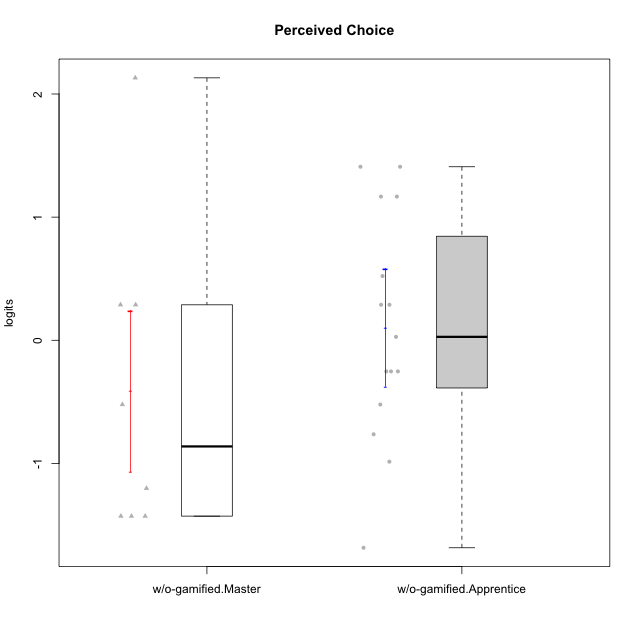 Perceived Choice
logits
2
1
0
-1
w/o-gamified.Master
w/o-gamified.Apprentice